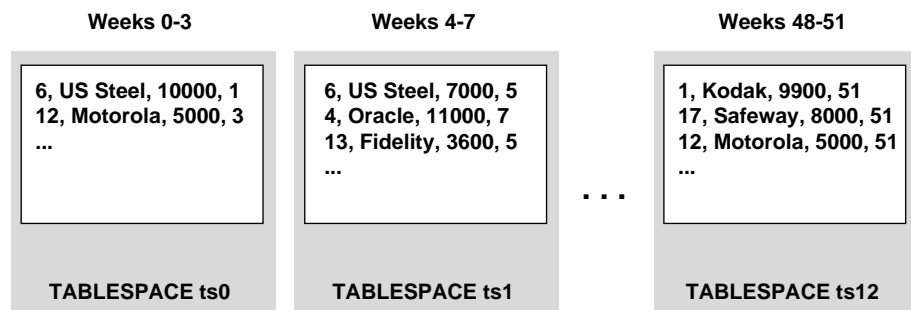 Weeks 0-3
6, US Steel, 10000, 1
12, Motorola, 5000, 3
...
TABLESPACE ts0
Weeks 4-7
6, US Steel, 7000, 5
4, Oracle, 11000, 7
13, Fidelity, 3600, 5
...
TABLESPACE ts1
. . .
Weeks 48-51
1, Kodak, 9900, 51
17, Safeway, 8000, 51
12, Motorola, 5000, 51
...
TABLESPACE ts12